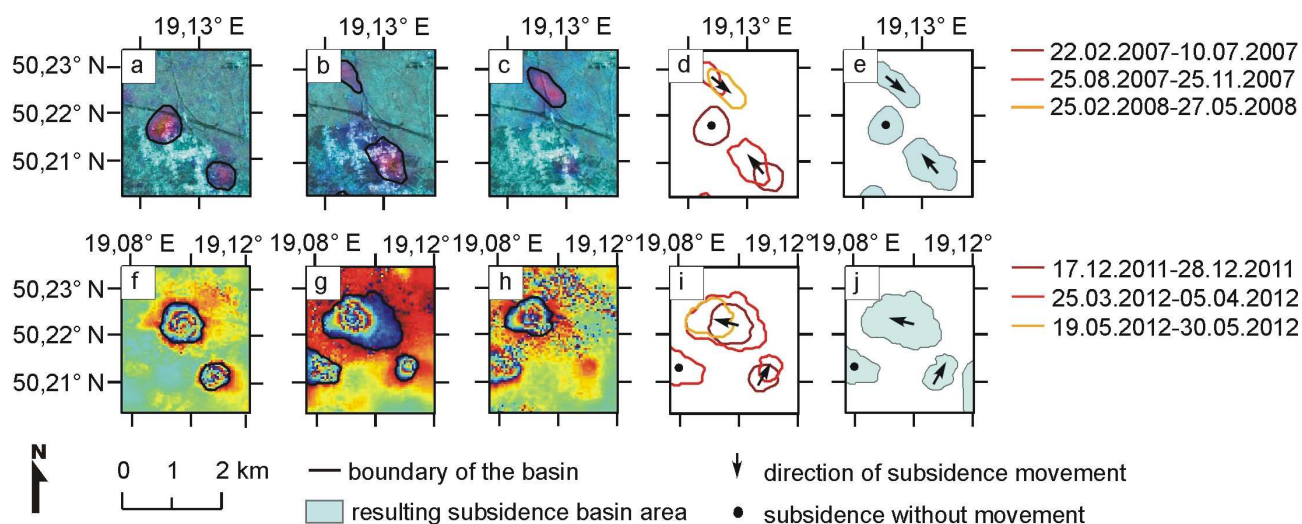 19,13° E 19,13° E 19,13° E 19,13° E 19,13° E
50,23° N
50,22° N
50,21° N
a b c d e
22.02.2007-10.07.2007
25.08.2007-25.11.2007
25.02.2008-27.05.2008
19,08° E 19,12° 19,08° E 19,12° 19,08° E 19,12° 19,08° E 19,12° 19,08° E 19,12°
50,23° N
50,22° N
50,21° N
f g h i j
17.12.2011-28.12.2011
25.03.2012-05.04.2012
19.05.2012-30.05.2012
N
0 1 2 km
boundary of the basin
direction of subsidence movement
resulting subsidence basin area
subsidence without movement